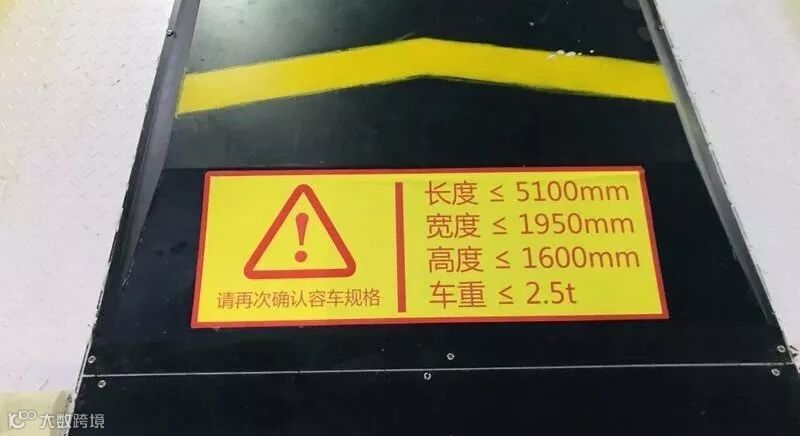 请再次确认容车规格
长度 ≤ 5100mm
宽度 ≤ 1950mm
高度 ≤ 1600mm
车重 ≤ 2.5t
大数跨境